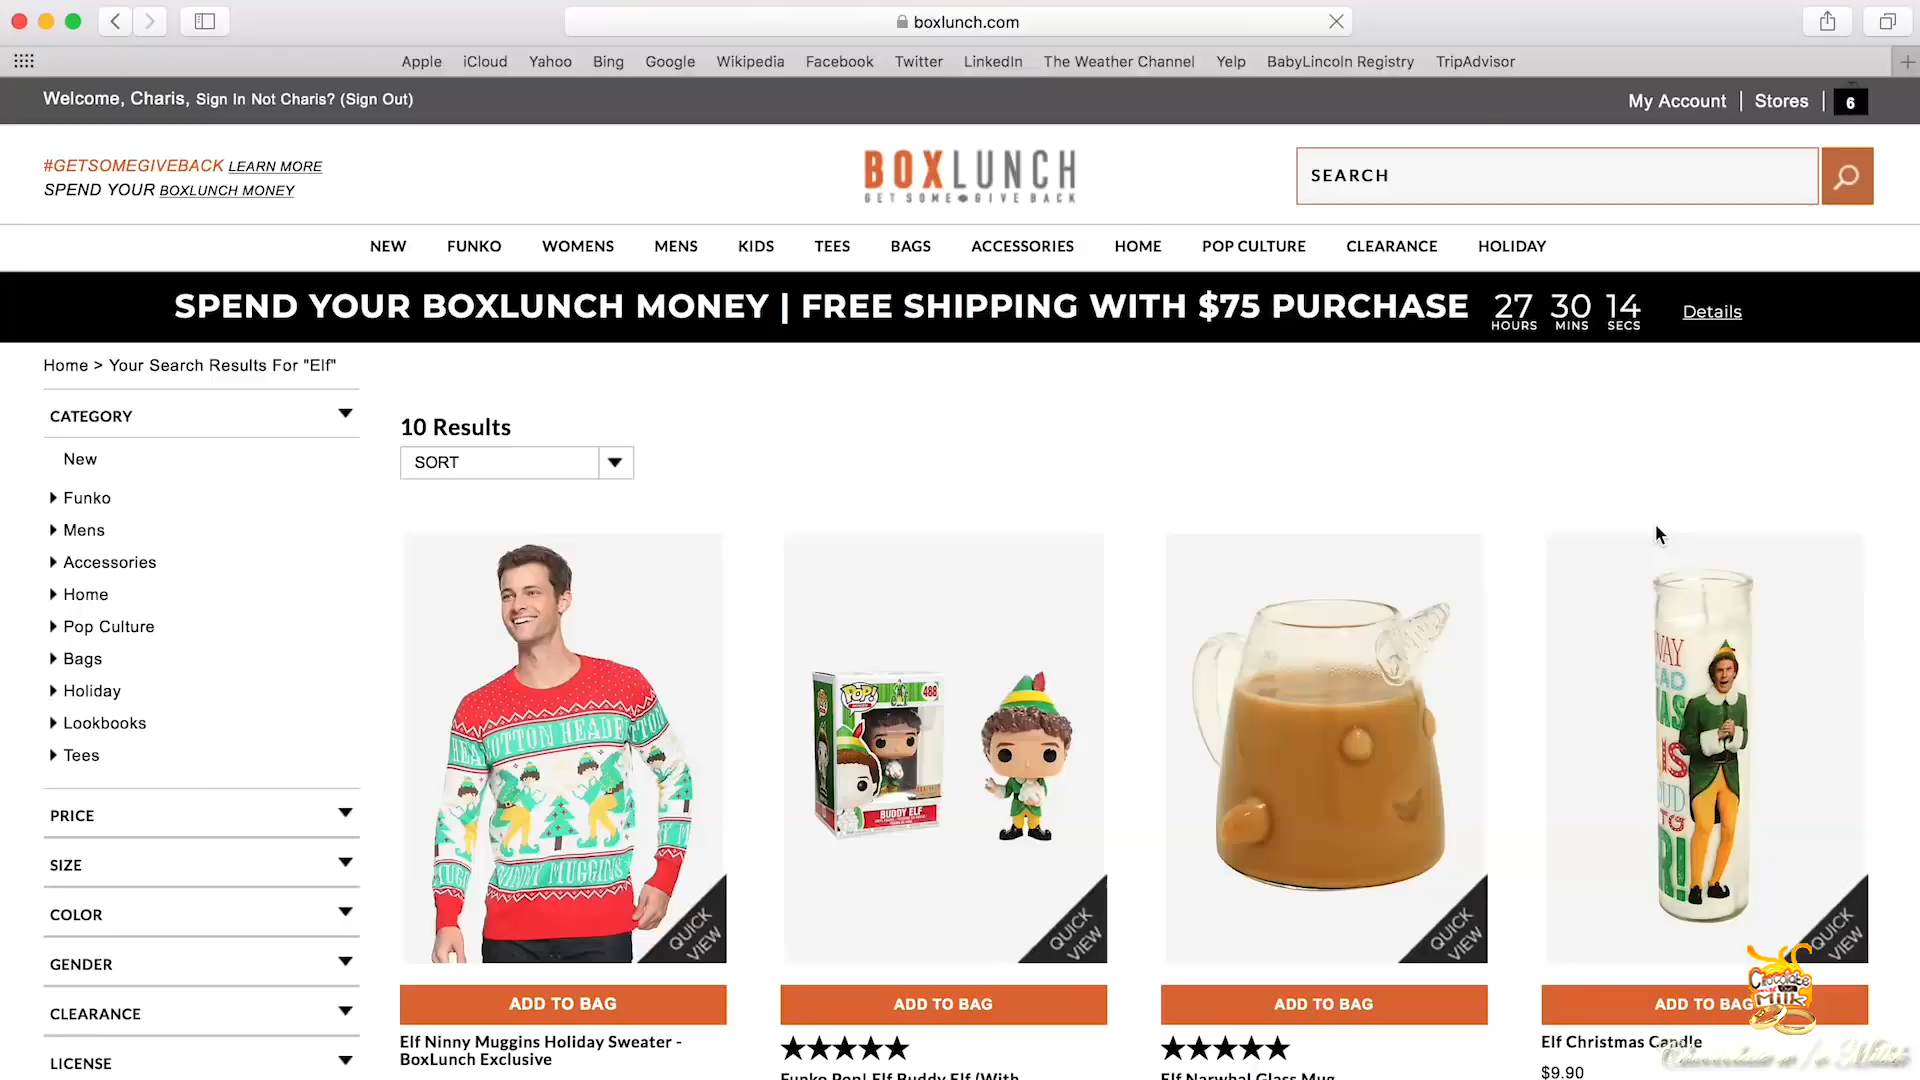 boxlunch.com
Apple iCloud Yahoo Bing Google Wikipedia Facebook Twitter LinkedIn The Weather Channel Yelp BabyLincoln Registry TripAdvisor
Welcome, Charis, Sign In Not Charis? (Sign Out)
My Account | Stores | 6
#GETSOMEGIVEBACK LEARN MORE
SPEND YOUR BOXLUNCH MONEY
BOXLUNCH
GET SOME GIVE BACK
SEARCH
NEW FUNKO WOMENS MENS KIDS TEES BAGS ACCESSORIES HOME POP CULTURE CLEARANCE HOLIDAY
SPEND YOUR BOXLUNCH MONEY | FREE SHIPPING WITH $75 PURCHASE 27 30 14 Details
HOURS MINS SECS
Home > Your Search Results For "Elf"
CATEGORY
New
Funko
Mens
Accessories
Home
Pop Culture
Bags
Holiday
Lookbooks
Tees
PRICE
SIZE
COLOR
GENDER
CLEARANCE
LICENSE
10 Results
SORT
COTTON HEADE
NINNY MUGGINS
QUICK VIEW
ADD TO BAG
Elf Ninny Muggins Holiday Sweater -
BoxLunch Exclusive
POP!
488
BUDDY ELF
QUICK VIEW
ADD TO BAG
Funko Pop! Elf Buddy Elf (With
QUICK VIEW
ADD TO BAG
Elf Narwhal Glass Mug
QUICK VIEW
ADD TO BAG
Elf Christmas Candle
$9.90
Chocolate
Milk